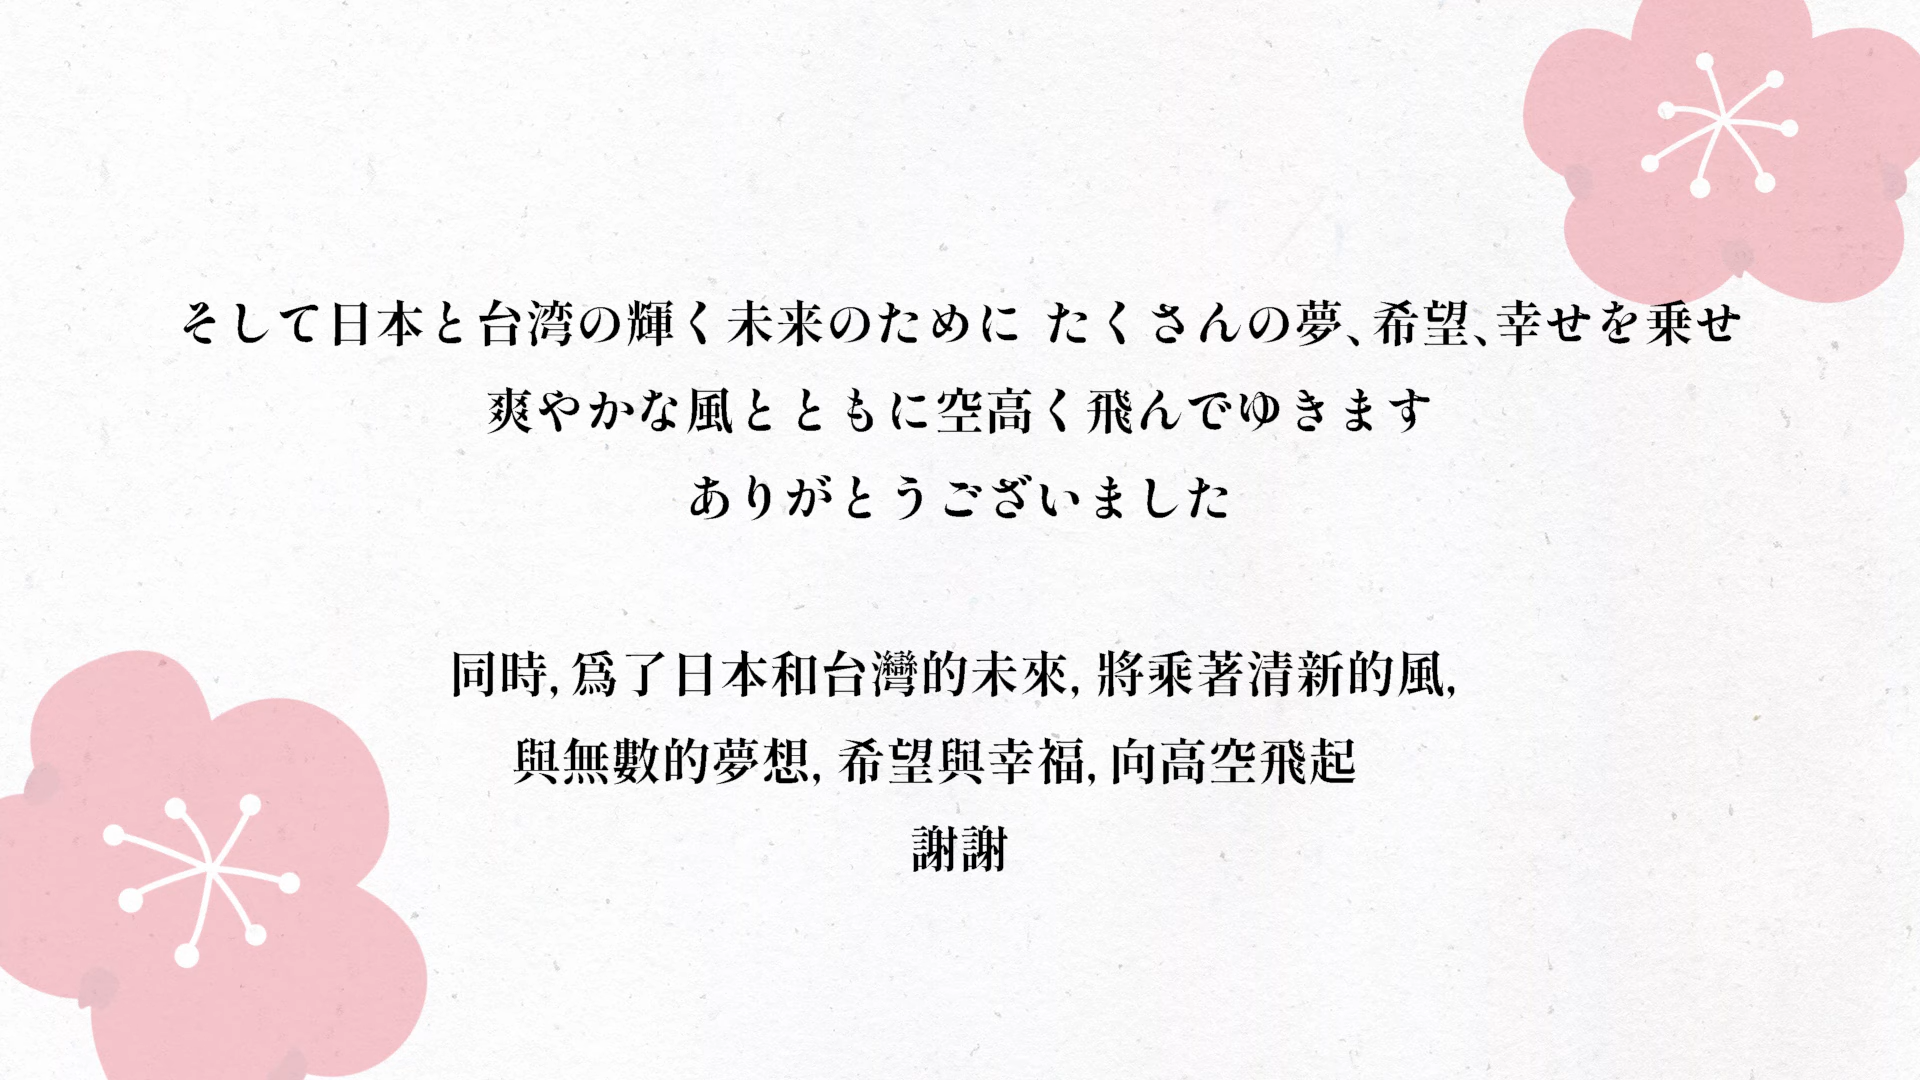 そして日本と台湾の輝く未来のために たくさんの夢、希望、幸せを乗せ
爽やかな風とともに空高く飛んでゆきます
ありがとうございました
同時, 爲了日本和台灣的未來, 將乘著清新的風,
與無數的夢想, 希望與幸福, 向高空飛起
謝謝